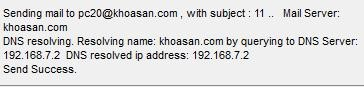 Sending mail to pc20@khoasan.com , with subject : 11 ..   Mail Server:
khoasan.com
DNS resolving. Resolving name: khoasan.com by querying to DNS Server:
192.168.7.2  DNS resolved ip address: 192.168.7.2
Send Success.